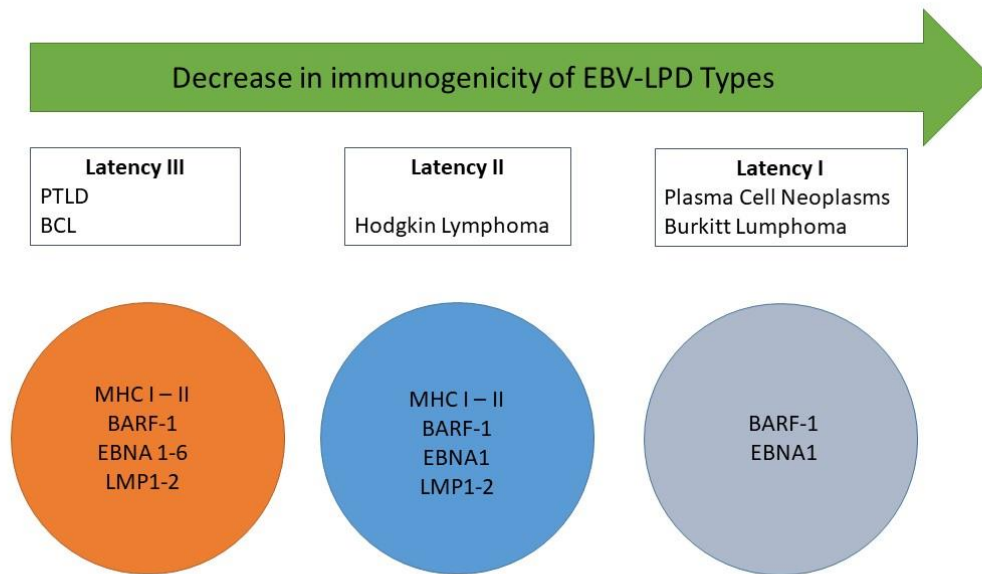 Decrease in immunogenicity of EBV-LPD Types
Latency III
PTLD
BCL
Latency II
Hodgkin Lymphoma
Latency I
Plasma Cell Neoplasms
Burkitt Lumphoma
MHC I – II
BARF-1
EBNA 1-6
LMP1-2
MHC I – II
BARF-1
EBNA1
LMP1-2
BARF-1
EBNA1